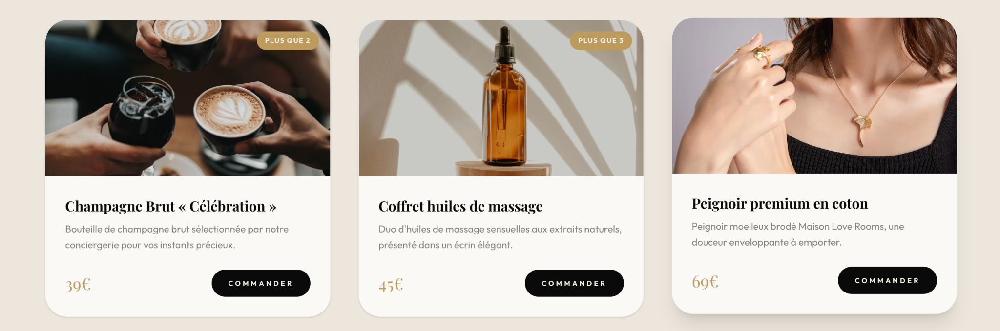 PLUS QUE 2
Champagne Brut « Célébration »
Bouteille de champagne brut sélectionnée par notre
conciergerie pour vos instants précieux.
39€
COMMANDER
PLUS QUE 3
Coffret huiles de massage
Duo d'huiles de massage sensuelles aux extraits naturels,
présenté dans un écrin élégant.
45€
COMMANDER
Peignoir premium en coton
Peignoir moelleux brodé Maison Love Rooms, une
douceur enveloppante à emporter.
69€
COMMANDER